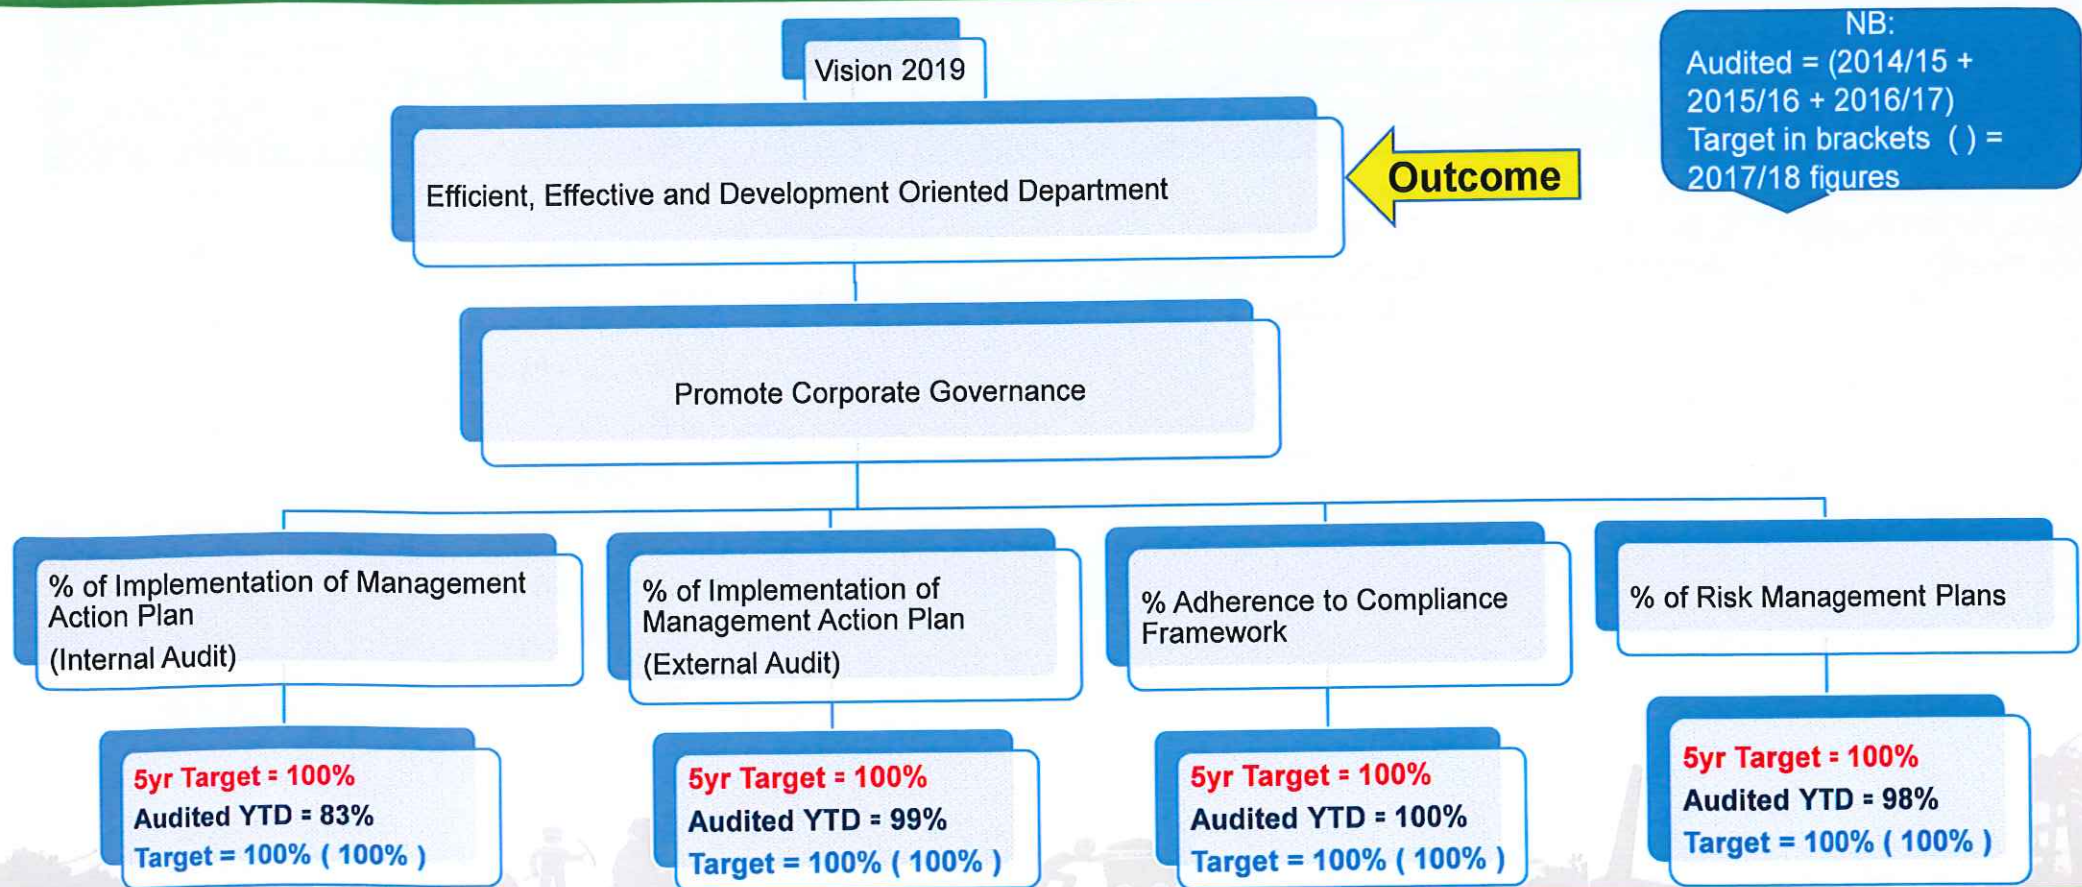 Vision 2019
NB:
Audited = (2014/15 +
2015/16 + 2016/17)
Target in brackets ( ) =
2017/18 figures
Efficient, Effective and Development Oriented Department
Outcome
Promote Corporate Governance
% of Implementation of Management
Action Plan
(Internal Audit)
% of Implementation of
Management Action Plan
(External Audit)
% Adherence to Compliance
Framework
% of Risk Management Plans
5yr Target = 100%
Audited YTD = 83%
Target = 100% ( 100% )
5yr Target = 100%
Audited YTD = 99%
Target = 100% ( 100% )
5yr Target = 100%
Audited YTD = 100%
Target = 100% ( 100% )
5yr Target = 100%
Audited YTD = 98%
Target = 100% ( 100% )